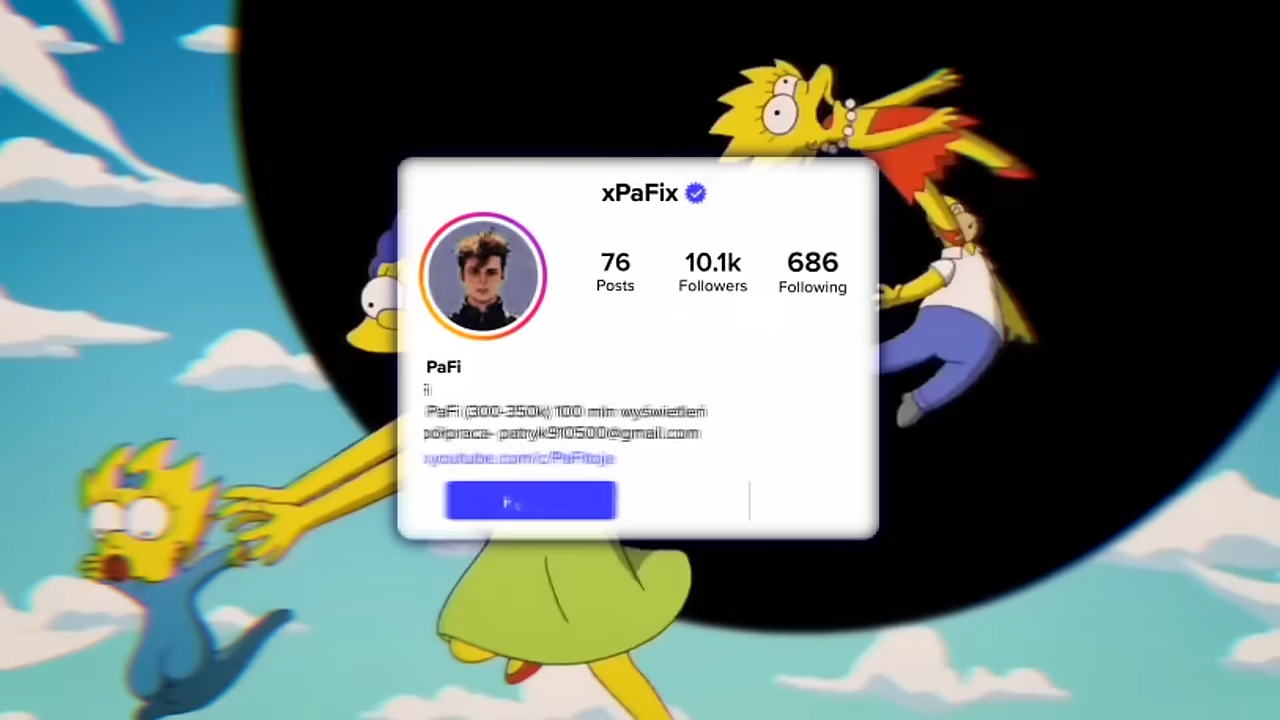 xPaFix
76 10.1k 686
Posts Followers Following
PaFi
PaFi (300-350k) 100 mln wyświetleń
półpraca- patryk910500@gmail.com
youtube.com/c/PaFitoja